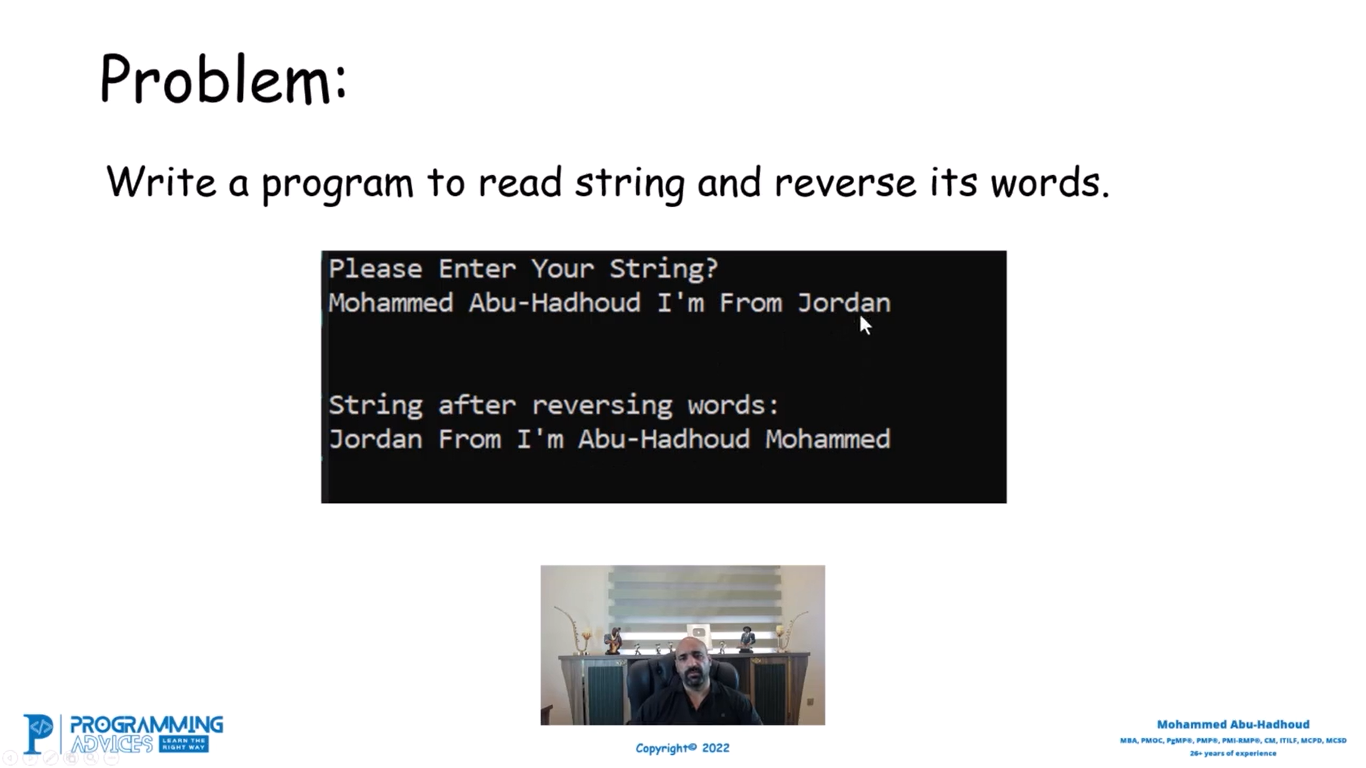 Problem:
Write a program to read string and reverse its words.
Please Enter Your String?
Mohammed Abu-Hadhoud I'm From Jordan
String after reversing words:
Jordan From I'm Abu-Hadhoud Mohammed
PROGRAMMING
ADVICES
LEARN THE
RIGHT WAY
Copyright© 2022
Mohammed Abu-Hadhoud
MBA, PMOC, PgMP®, PMP®, PMI-RMP®, CM, ITILF, MCPD, MCSD
26+ years of experience